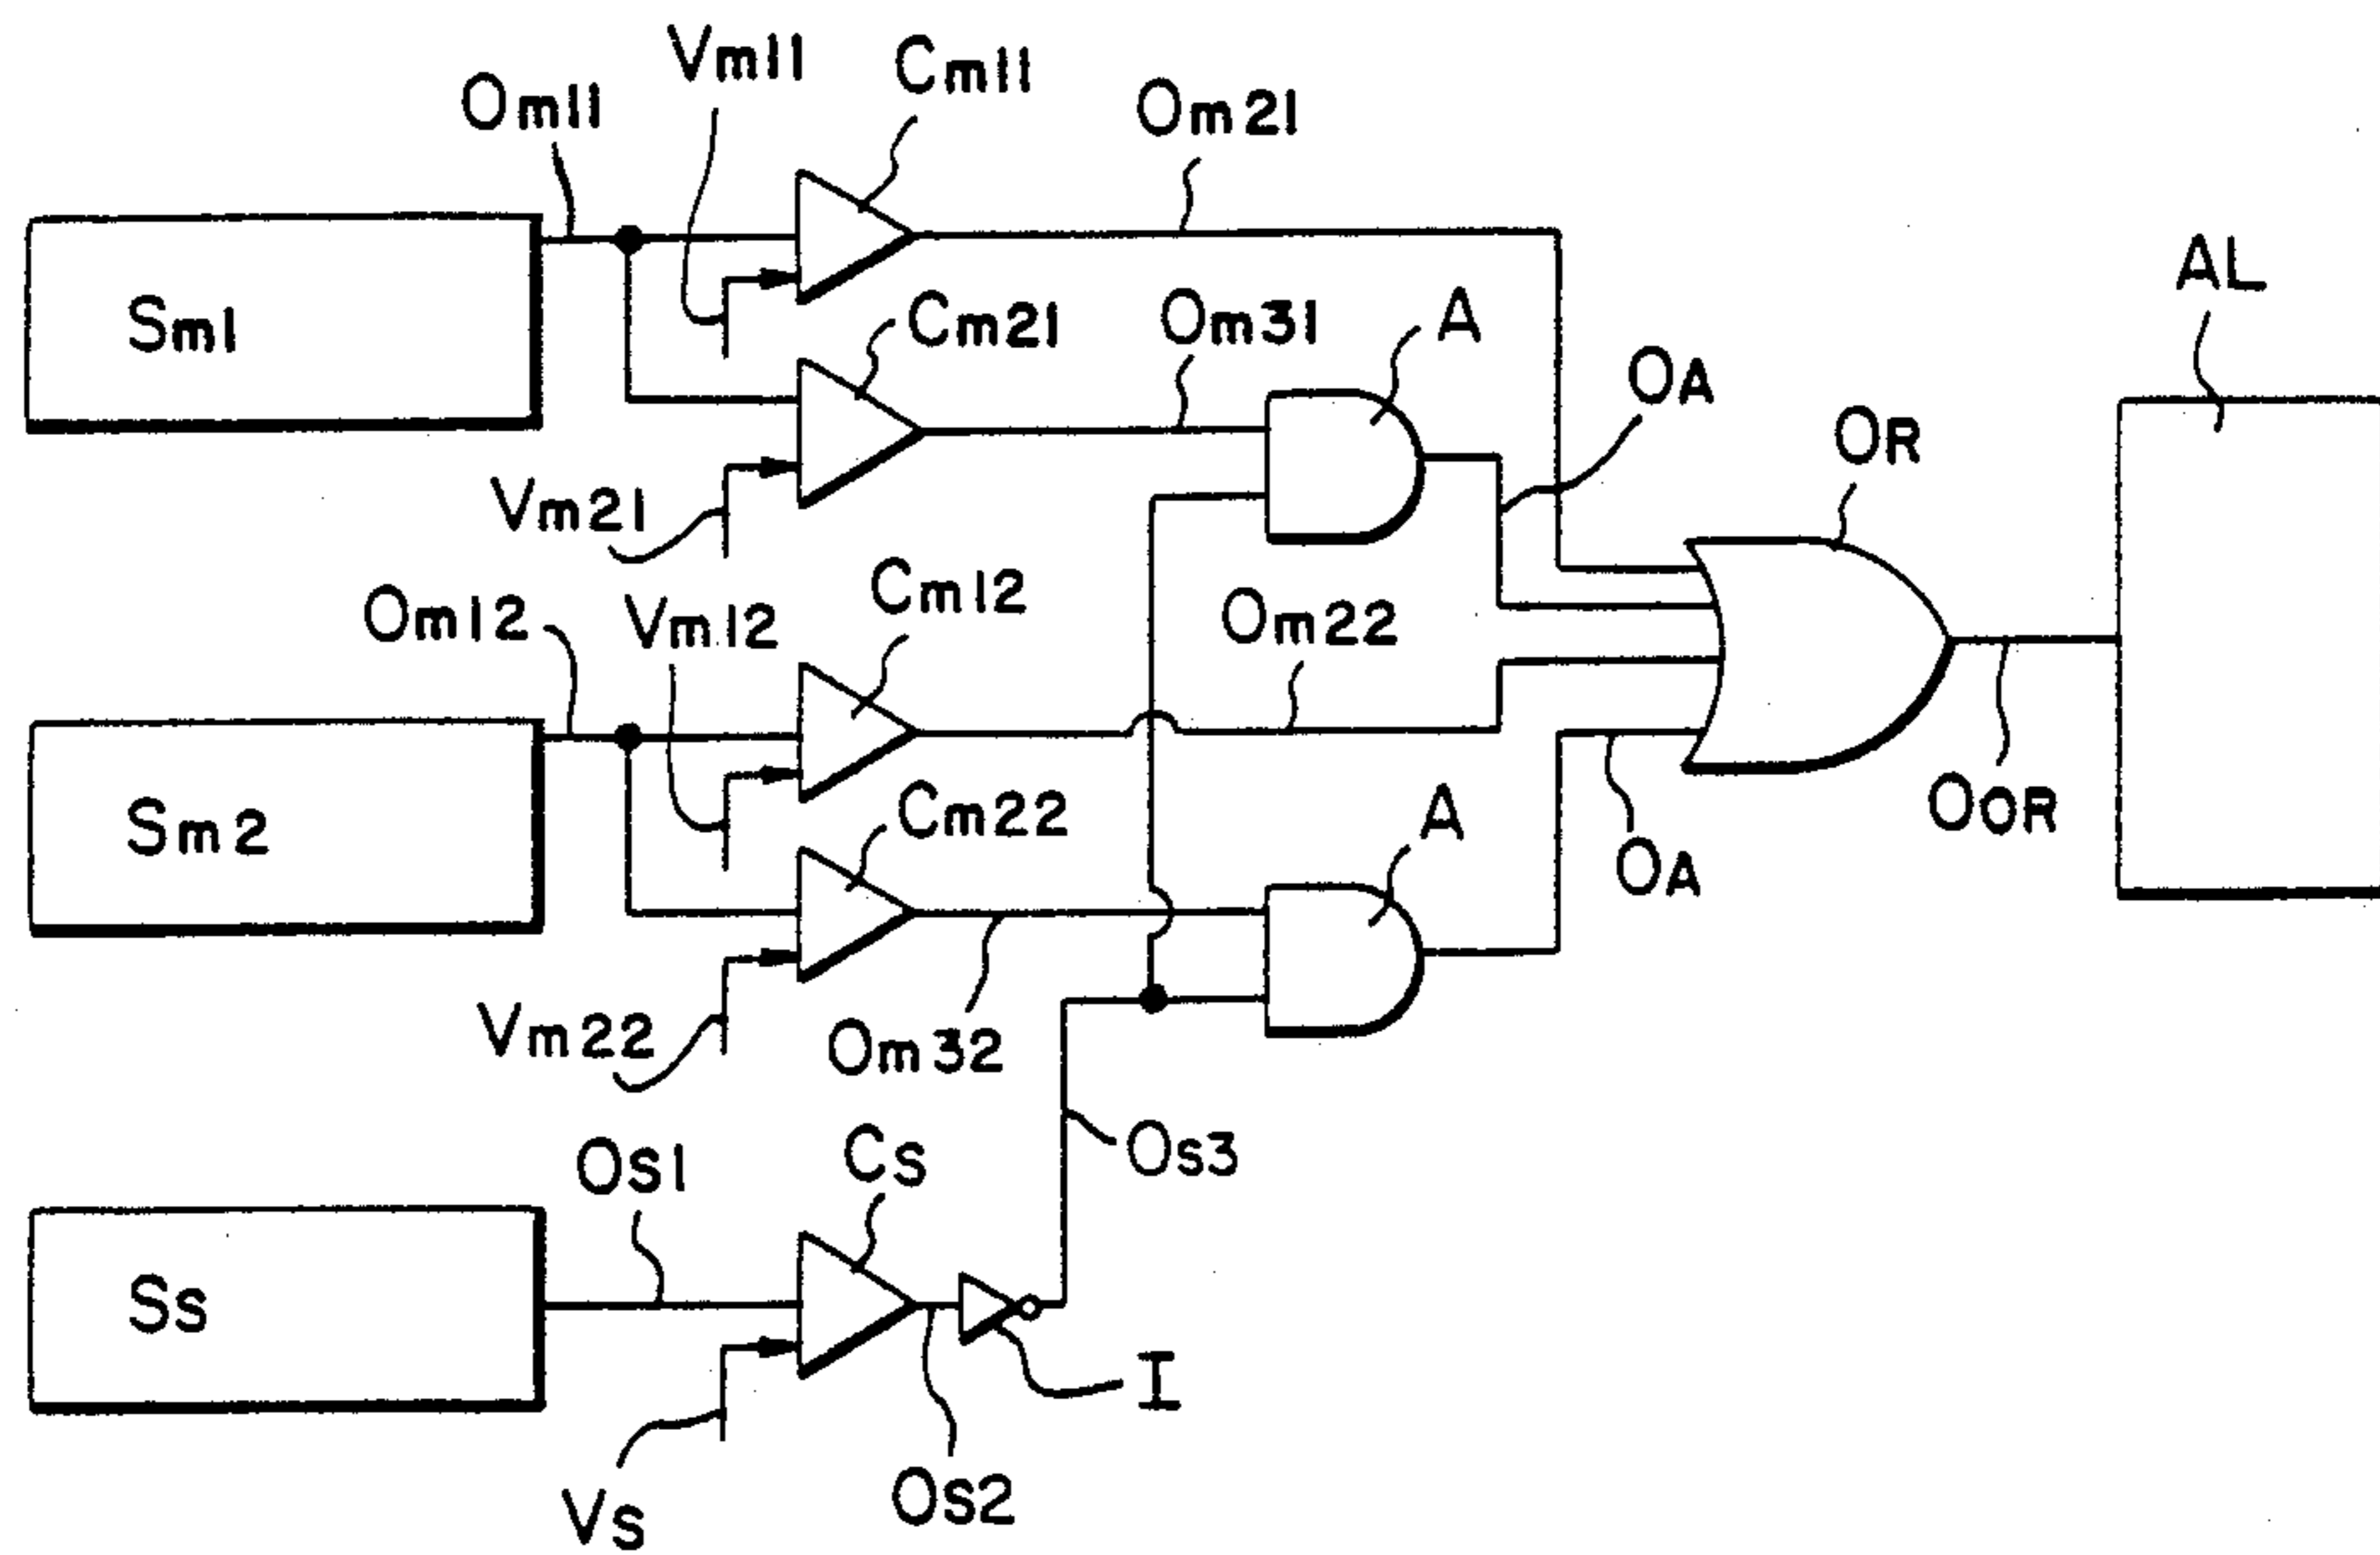 Vm11
Cm11
Om11
Om21
AL
Sm1
Cm21
Om31
A
OA
OR
Vm21
Cm12
Om12
Vm12
Om22
Sm2
Cm22
A
OOR
OA
Vm22
Om32
Os1
Cs
Os3
Ss
I
Vs
Os2